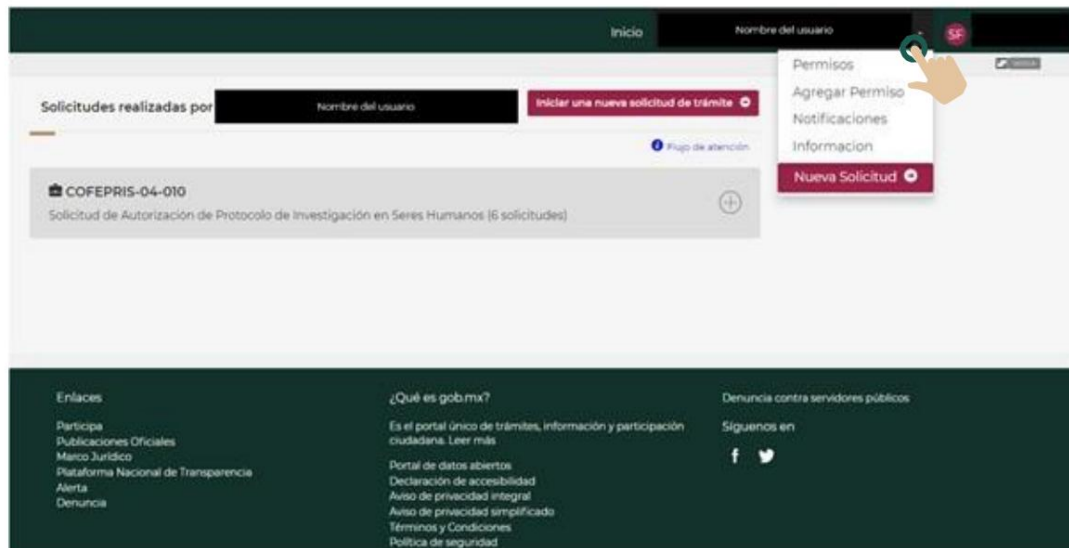 Inicio
Nombre del usuario
SF
Permisos
Agregar Permiso
Notificaciones
Informacion
Nueva Solicitud
Solicitudes realizadas por
Nombre del usuario
Iniciar una nueva solicitud de trámite
Flujo de atención
COFEPRIS-04-010
Solicitud de Autorización de Protocolo de Investigación en Seres Humanos (6 solicitudes)
Enlaces
Participa
Publicaciones Oficiales
Marco Jurídico
Plataforma Nacional de Transparencia
Alerta
Denuncia
¿Qué es gob.mx?
Es el portal único de trámites, información y participación
ciudadana. Leer más
Portal de datos abiertos
Declaración de accesibilidad
Aviso de privacidad integral
Aviso de privacidad simplificado
Términos y Condiciones
Política de seguridad
Denuncia contra servidores públicos
Síguenos en